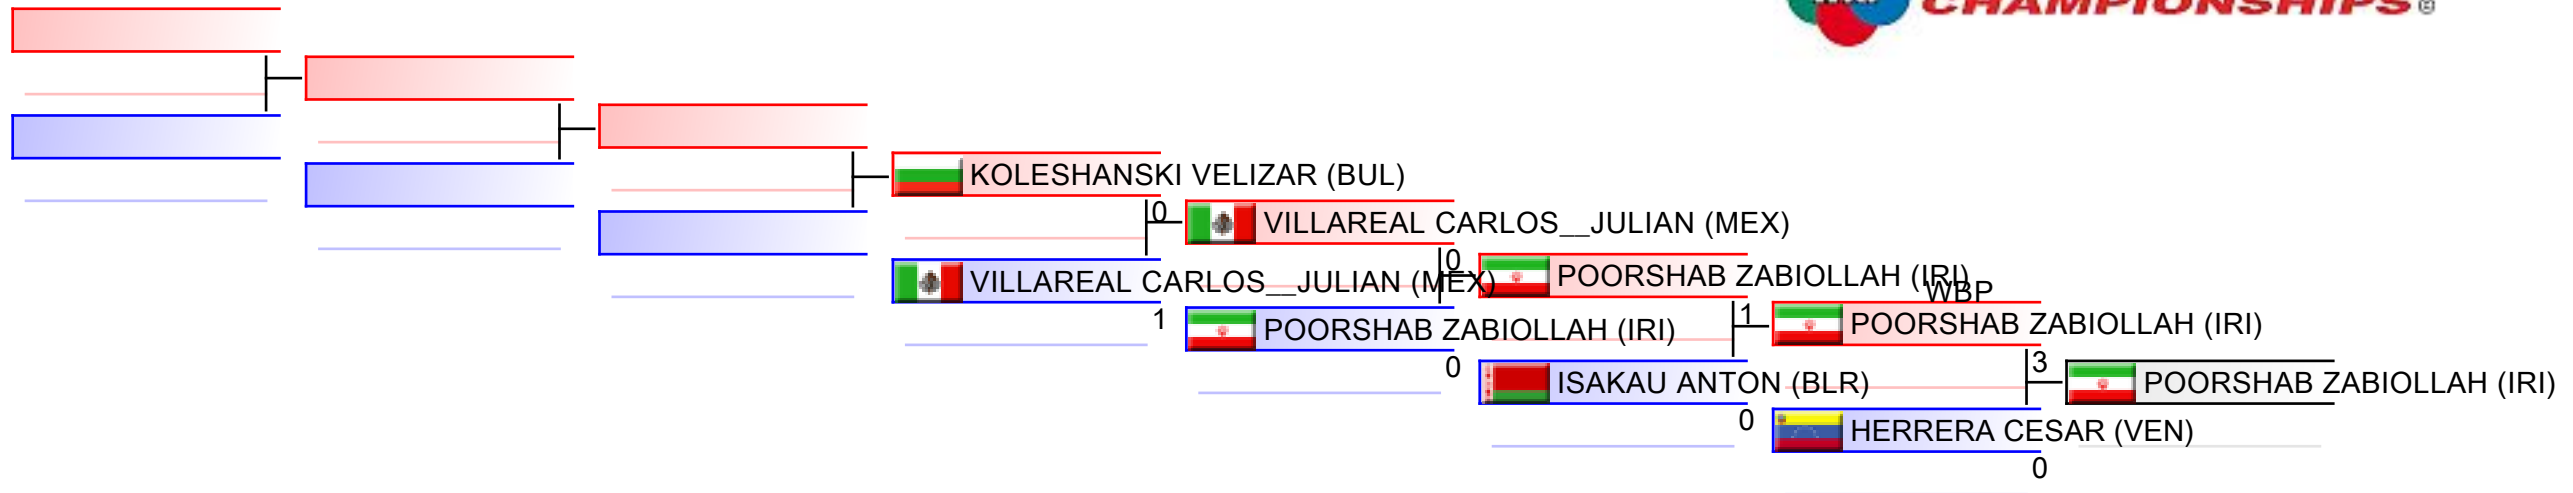 CHAMPIONSHIPS®
KOLESHANSKI VELIZAR (BUL)
0
VILLAREAL CARLOS__JULIAN (MEX)
0
VILLAREAL CARLOS__JULIAN (MEX)
1
POORSHAB ZABIOLLAH (IRI)
WBP
1
POORSHAB ZABIOLLAH (IRI)
0
POORSHAB ZABIOLLAH (IRI)
3
ISAKAU ANTON (BLR)
0
POORSHAB ZABIOLLAH (IRI)
HERRERA CESAR (VEN)
0